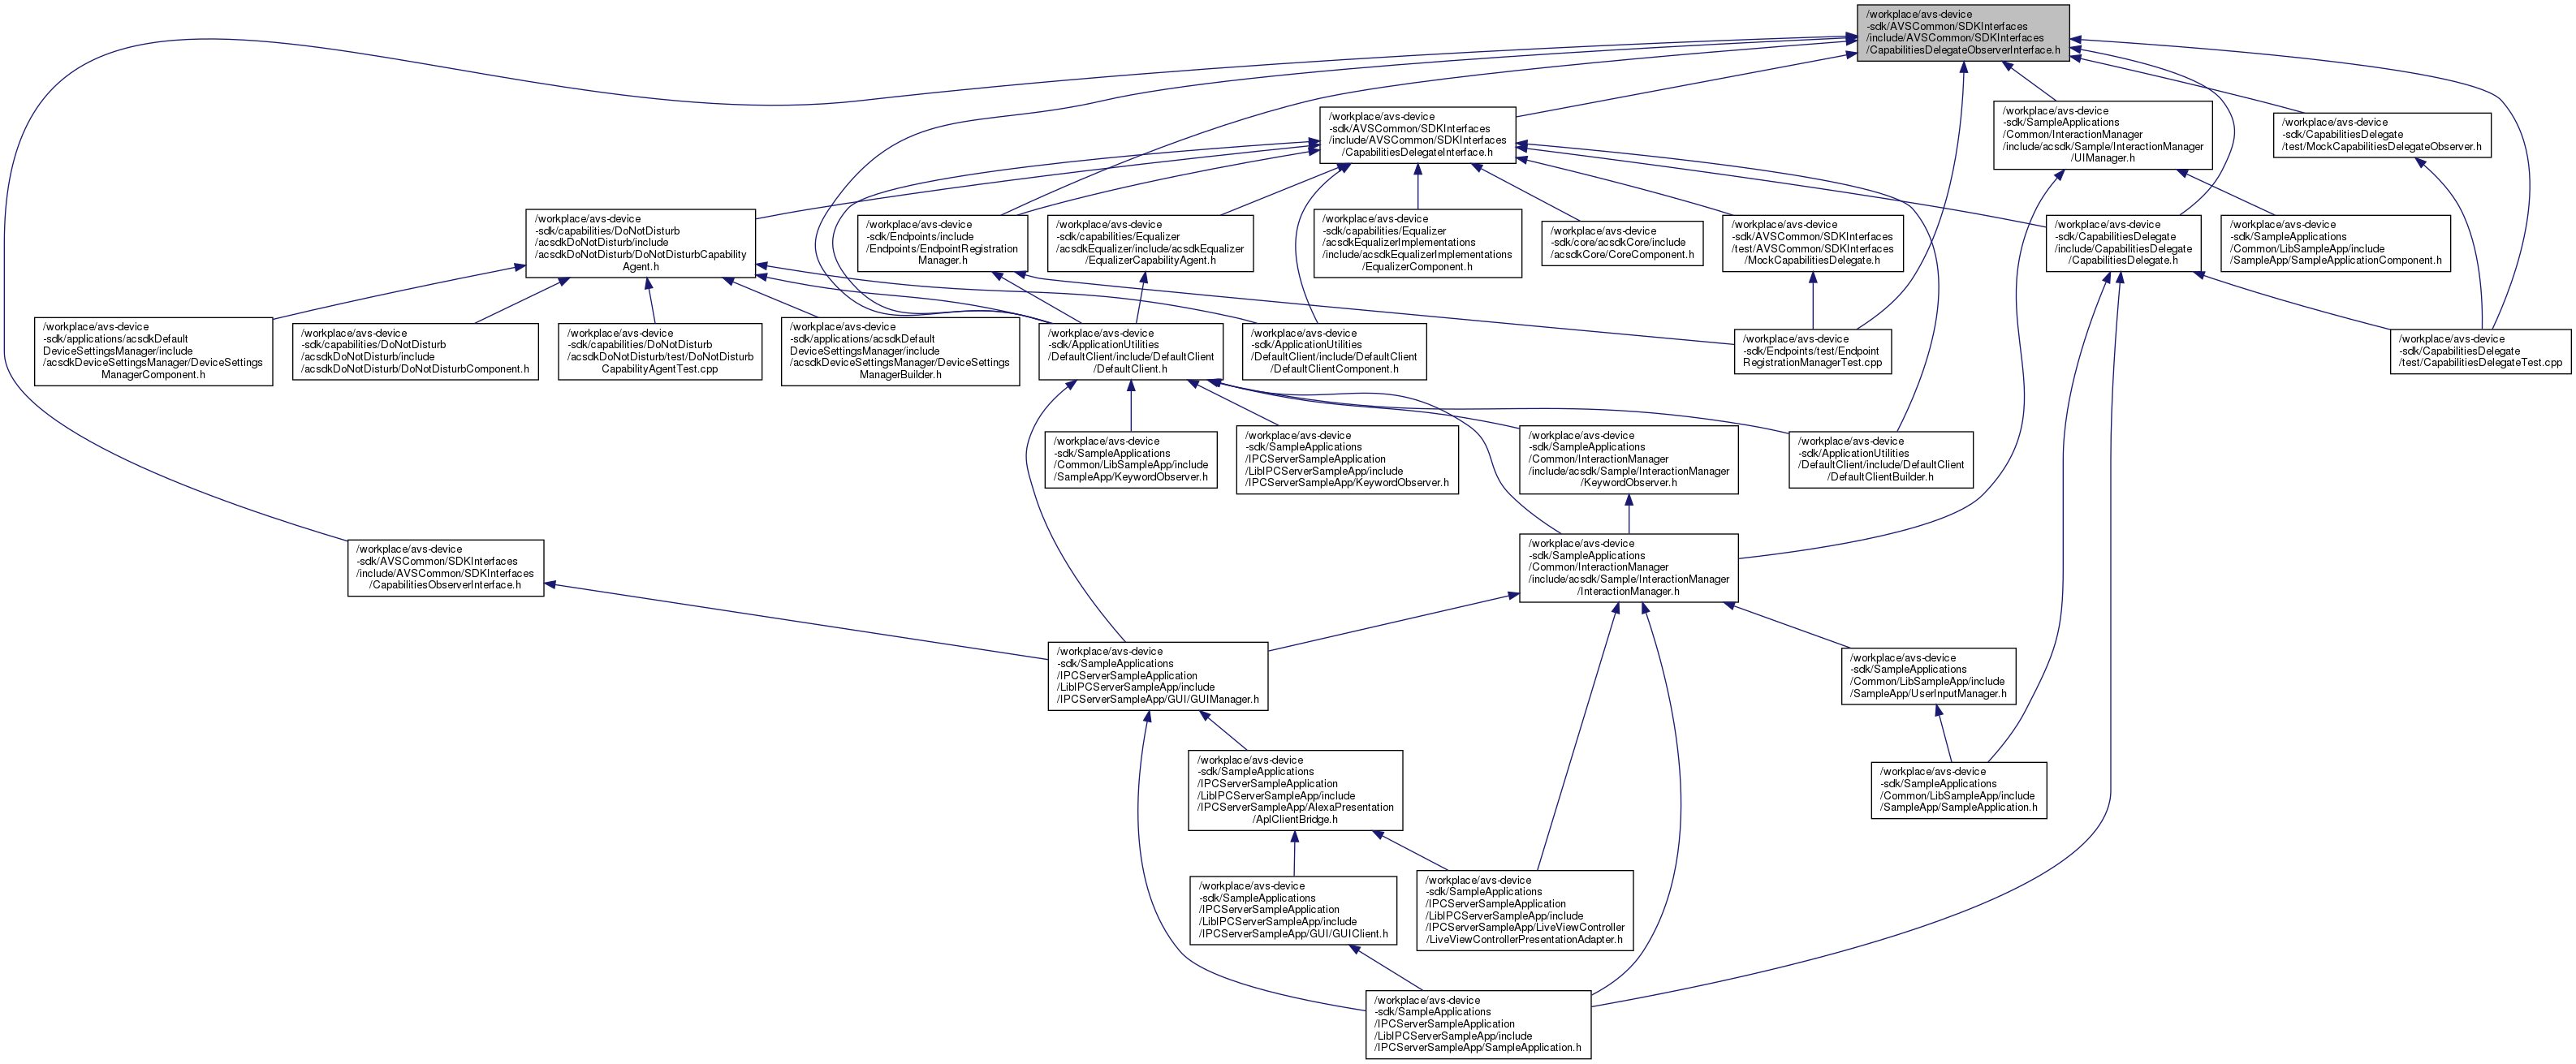 /workplace/avs-device
-sdk/AVSCommon/SDKInterfaces
/include/AVSCommon/SDKInterfaces
/CapabilitiesDelegateObserverInterface.h
/workplace/avs-device
-sdk/AVSCommon/SDKInterfaces
/include/AVSCommon/SDKInterfaces
/CapabilitiesDelegateInterface.h
/workplace/avs-device
-sdk/SampleApplications
/Common/InteractionManager
/include/acsdk/Sample/InteractionManager
/UIManager.h
/workplace/avs-device
-sdk/CapabilitiesDelegate
/test/MockCapabilitiesDelegateObserver.h
/workplace/avs-device
-sdk/capabilities/DoNotDisturb
/acsdkDoNotDisturb/include
/acsdkDoNotDisturb/DoNotDisturbCapability
Agent.h
/workplace/avs-device
-sdk/Endpoints/include
/Endpoints/EndpointRegistration
Manager.h
/workplace/avs-device
-sdk/capabilities/Equalizer
/acsdkEqualizer/include/acsdkEqualizer
/EqualizerCapabilityAgent.h
/workplace/avs-device
-sdk/capabilities/Equalizer
/acsdkEqualizerImplementations
/include/acsdkEqualizerImplementations
/EqualizerComponent.h
/workplace/avs-device
-sdk/core/acsdkCore/include
/acsdkCore/CoreComponent.h
/workplace/avs-device
-sdk/AVSCommon/SDKInterfaces
/test/AVSCommon/SDKInterfaces
/MockCapabilitiesDelegate.h
/workplace/avs-device
-sdk/CapabilitiesDelegate
/include/CapabilitiesDelegate
/CapabilitiesDelegate.h
/workplace/avs-device
-sdk/SampleApplications
/Common/LibSampleApp/include
/SampleApp/SampleApplicationComponent.h
/workplace/avs-device
-sdk/applications/acsdkDefault
DeviceSettingsManager/include
/acsdkDeviceSettingsManager/DeviceSettings
ManagerComponent.h
/workplace/avs-device
-sdk/capabilities/DoNotDisturb
/acsdkDoNotDisturb/include
/acsdkDoNotDisturb/DoNotDisturbComponent.h
/workplace/avs-device
-sdk/capabilities/DoNotDisturb
/acsdkDoNotDisturb/test/DoNotDisturb
CapabilityAgentTest.cpp
/workplace/avs-device
-sdk/applications/acsdkDefault
DeviceSettingsManager/include
/acsdkDeviceSettingsManager/DeviceSettings
ManagerBuilder.h
/workplace/avs-device
-sdk/ApplicationUtilities
/DefaultClient/include/DefaultClient
/DefaultClient.h
/workplace/avs-device
-sdk/ApplicationUtilities
/DefaultClient/include/DefaultClient
/DefaultClientComponent.h
/workplace/avs-device
-sdk/Endpoints/test/Endpoint
RegistrationManagerTest.cpp
/workplace/avs-device
-sdk/CapabilitiesDelegate
/test/CapabilitiesDelegateTest.cpp
/workplace/avs-device
-sdk/SampleApplications
/Common/LibSampleApp/include
/SampleApp/KeywordObserver.h
/workplace/avs-device
-sdk/SampleApplications
/IPCServerSampleApplication
/LibIPCServerSampleApp/include
/IPCServerSampleApp/KeywordObserver.h
/workplace/avs-device
-sdk/SampleApplications
/Common/InteractionManager
/include/acsdk/Sample/InteractionManager
/KeywordObserver.h
/workplace/avs-device
-sdk/ApplicationUtilities
/DefaultClient/include/DefaultClient
/DefaultClientBuilder.h
/workplace/avs-device
-sdk/AVSCommon/SDKInterfaces
/include/AVSCommon/SDKInterfaces
/CapabilitiesObserverInterface.h
/workplace/avs-device
-sdk/SampleApplications
/Common/InteractionManager
/include/acsdk/Sample/InteractionManager
/InteractionManager.h
/workplace/avs-device
-sdk/SampleApplications
/IPCServerSampleApplication
/LibIPCServerSampleApp/include
/IPCServerSampleApp/GUI/GUIManager.h
/workplace/avs-device
-sdk/SampleApplications
/Common/LibSampleApp/include
/SampleApp/UserInputManager.h
/workplace/avs-device
-sdk/SampleApplications
/IPCServerSampleApplication
/LibIPCServerSampleApp/include
/IPCServerSampleApp/AlexaPresentation
/AplClientBridge.h
/workplace/avs-device
-sdk/SampleApplications
/Common/LibSampleApp/include
/SampleApp/SampleApplication.h
/workplace/avs-device
-sdk/SampleApplications
/IPCServerSampleApplication
/LibIPCServerSampleApp/include
/IPCServerSampleApp/GUI/GUIClient.h
/workplace/avs-device
-sdk/SampleApplications
/IPCServerSampleApplication
/LibIPCServerSampleApp/include
/IPCServerSampleApp/LiveViewController
/LiveViewControllerPresentationAdapter.h
/workplace/avs-device
-sdk/SampleApplications
/IPCServerSampleApplication
/LibIPCServerSampleApp/include
/IPCServerSampleApp/SampleApplication.h